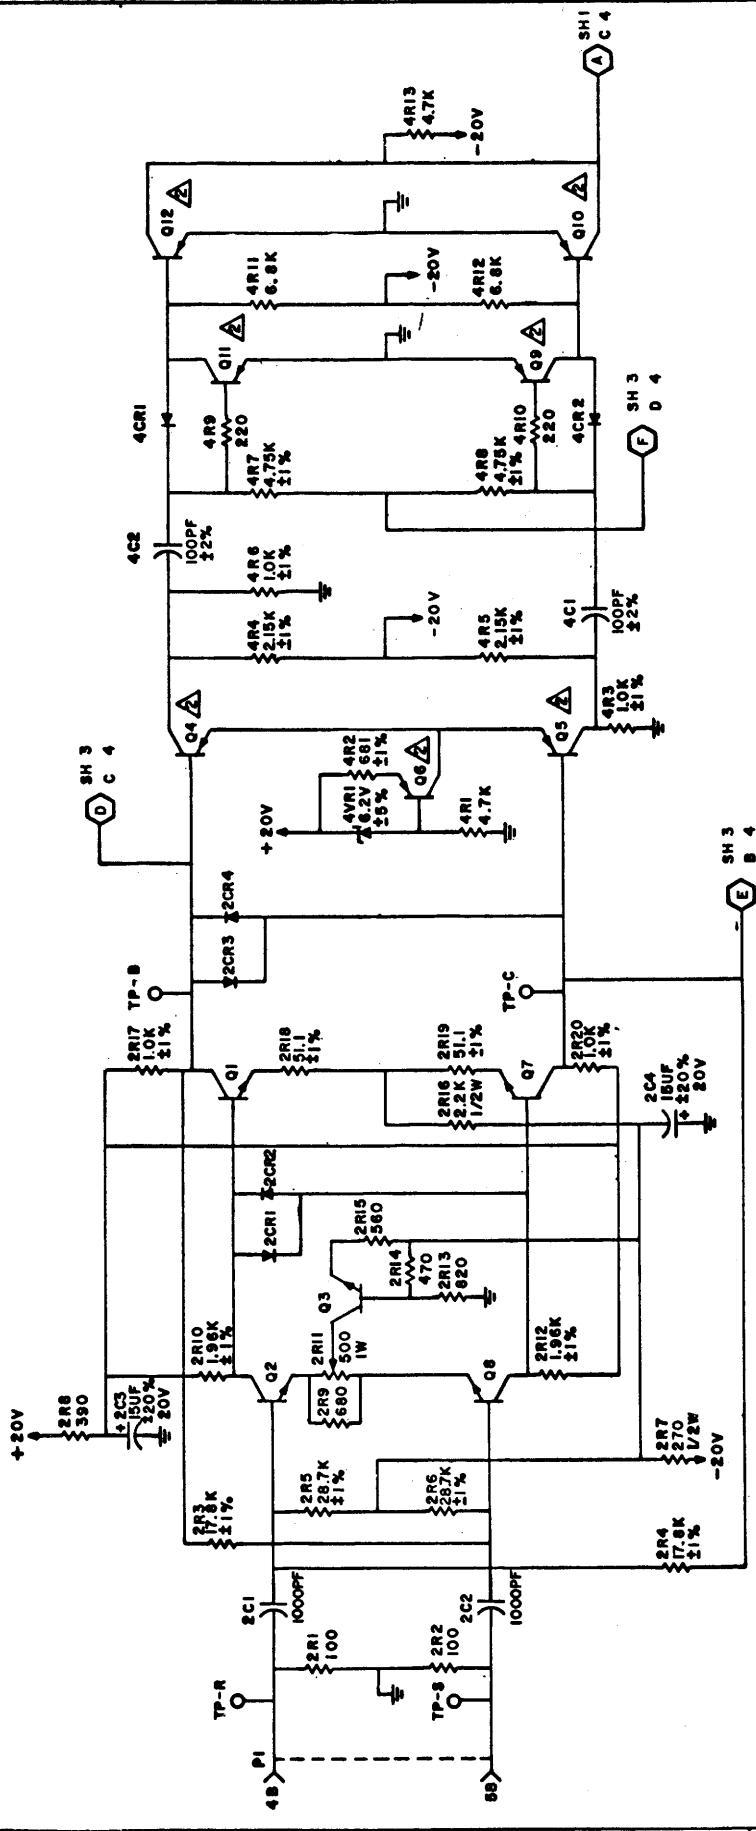 4B
P1
5B
TP-R
TP-S
2R1
100
2R2
100
2C1
1000PF
2C2
1000PF
2R3
17.8K
±1%
2R4
17.8K
±1%
2R5
28.7K
±1%
2R6
28.7K
±1%
2R7
270
1/2W
-20V
+20V
2R8
390
+2C3
15UF
±20%
20V
2R9
680
2R11
500
1W
Q2
Q8
2R10
1.96K
±1%
2R12
1.96K
±1%
Q3
2R13
820
2R14
470
2R15
560
2CR1
2CR2
2R16
2.2K
1/2W
2C4
15UF
+ ±20%
20V
2R17
1.0K
±1%
Q1
2R18
51.1
±1%
2R19
51.1
±1%
Q7
2R20
1.0K
±1%
TP-B
TP-C
2CR3
2CR4
SH 3
D
C 4
SH 3
E
B 4
+20V
4VR1
6.2V
±5%
4R2
681
±1%
Q6
2
4R1
4.7K
Q4
2
Q5
2
4R3
1.0K
±1%
4R4
2.15K
±1%
4R5
2.15K
±1%
-20V
4R6
1.0K
±1%
4C2
100PF
±2%
4C1
100PF
±2%
4R7
4.75K
±1%
4R8
4.75K
±1%
4R9
220
4R10
220
4CR1
4CR2
SH 3
F
D 4
Q11
2
Q9
2
4R11
6.8K
4R12
6.8K
-20V
Q12
2
Q10
2
4R13
4.7K
-20V
SH1
A
C 4